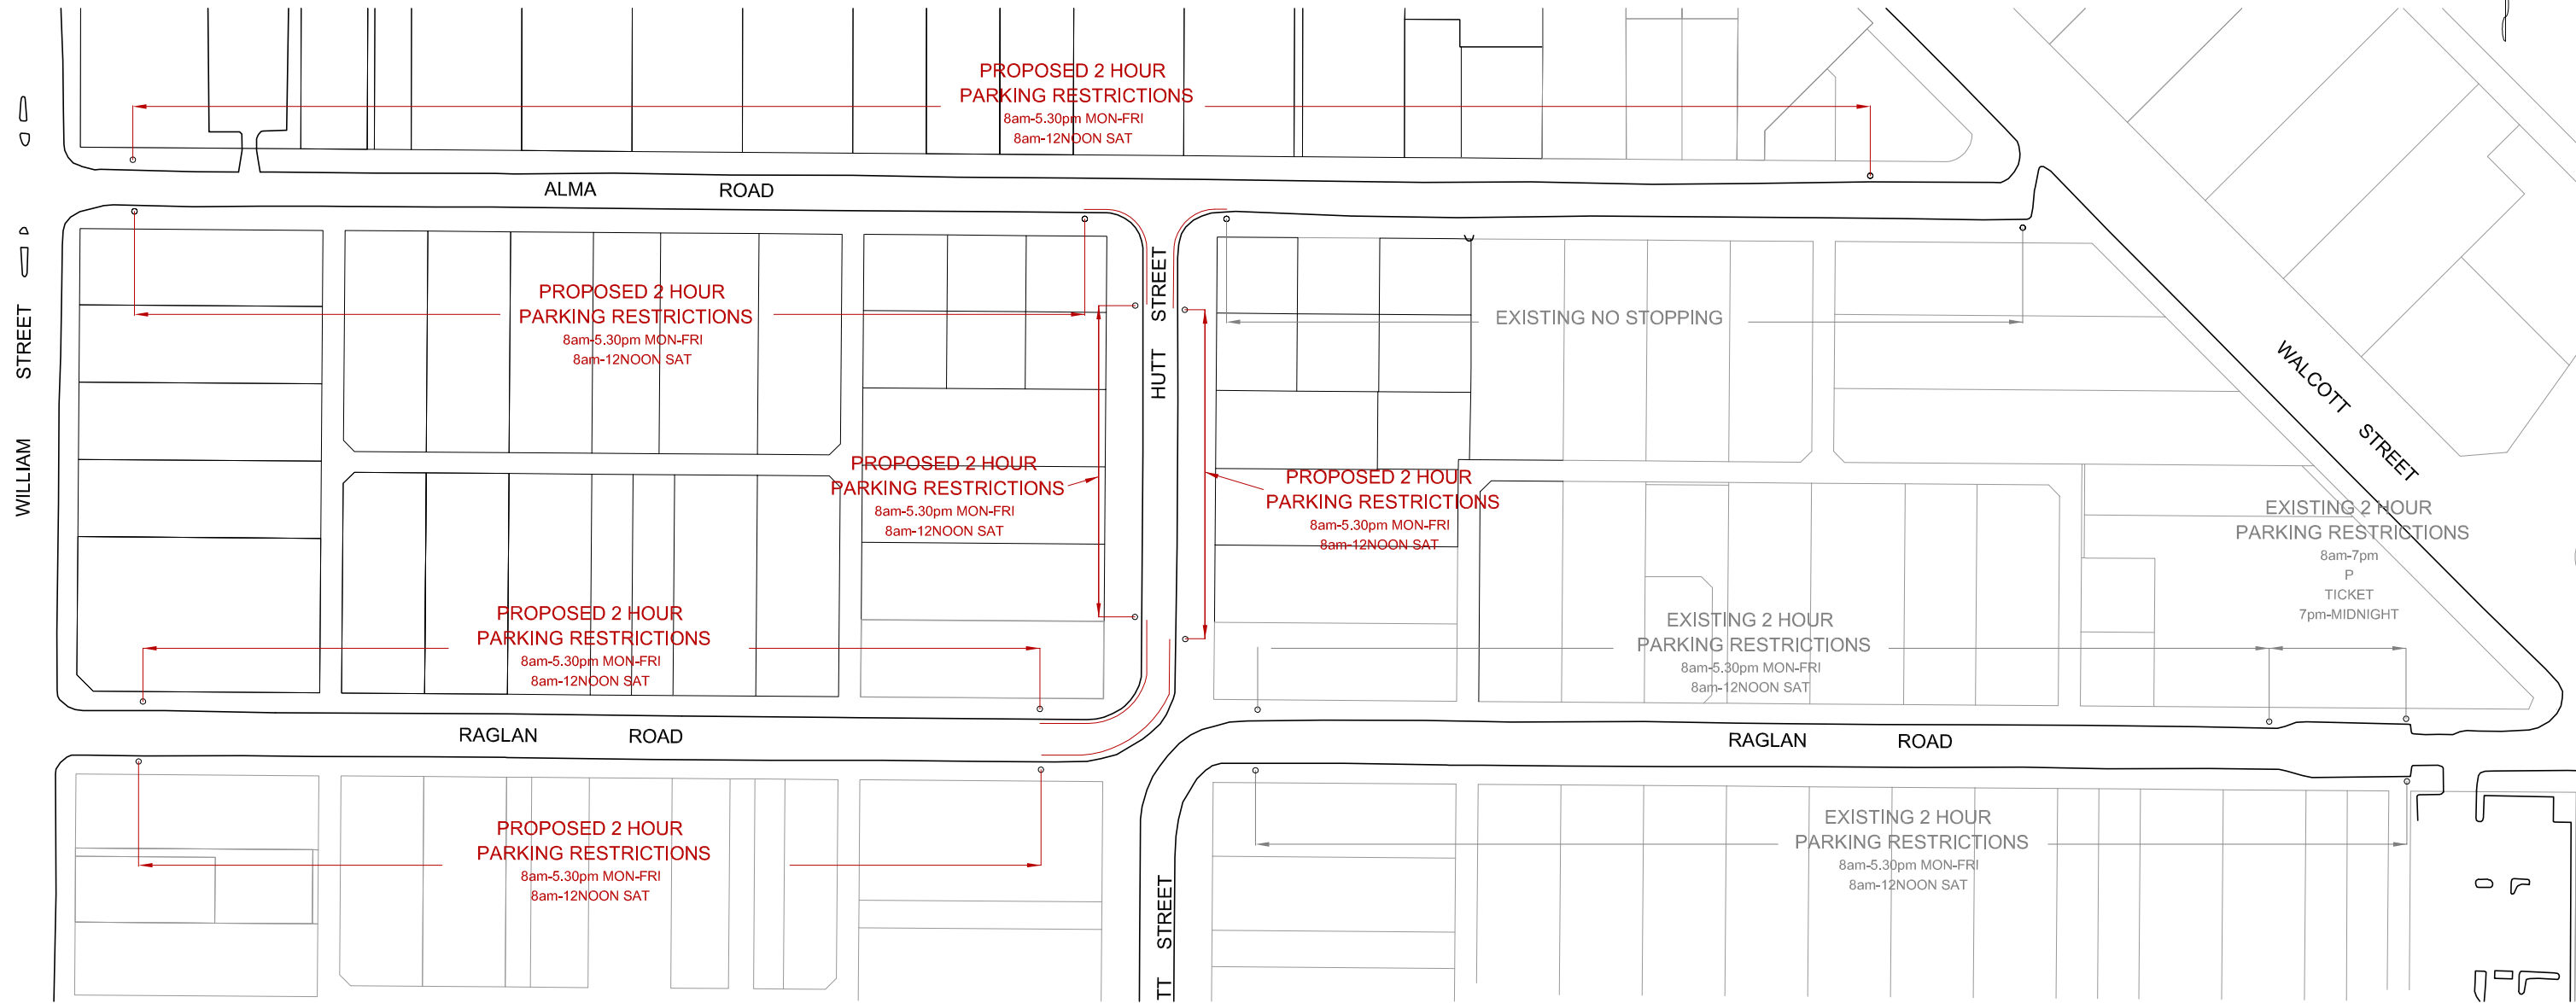 PROPOSED 2 HOUR
PARKING RESTRICTIONS
8am-5.30pm MON-FRI
8am-12NOON SAT
ALMA ROAD
WILLIAM STREET
PROPOSED 2 HOUR
PARKING RESTRICTIONS
8am-5.30pm MON-FRI
8am-12NOON SAT
HUTT STREET
EXISTING NO STOPPING
WALCOTT STREET
PROPOSED 2 HOUR
PARKING RESTRICTIONS
8am-5.30pm MON-FRI
8am-12NOON SAT
PROPOSED 2 HOUR
PARKING RESTRICTIONS
8am-5.30pm MON-FRI
8am-12NOON SAT
EXISTING 2 HOUR
PARKING RESTRICTIONS
8am-7pm
P
TICKET
7pm-MIDNIGHT
PROPOSED 2 HOUR
PARKING RESTRICTIONS
8am-5.30pm MON-FRI
8am-12NOON SAT
EXISTING 2 HOUR
PARKING RESTRICTIONS
8am-5.30pm MON-FRI
8am-12NOON SAT
RAGLAN ROAD
RAGLAN ROAD
PROPOSED 2 HOUR
PARKING RESTRICTIONS
8am-5.30pm MON-FRI
8am-12NOON SAT
EXISTING 2 HOUR
PARKING RESTRICTIONS
8am-5.30pm MON-FRI
8am-12NOON SAT
TT STREET